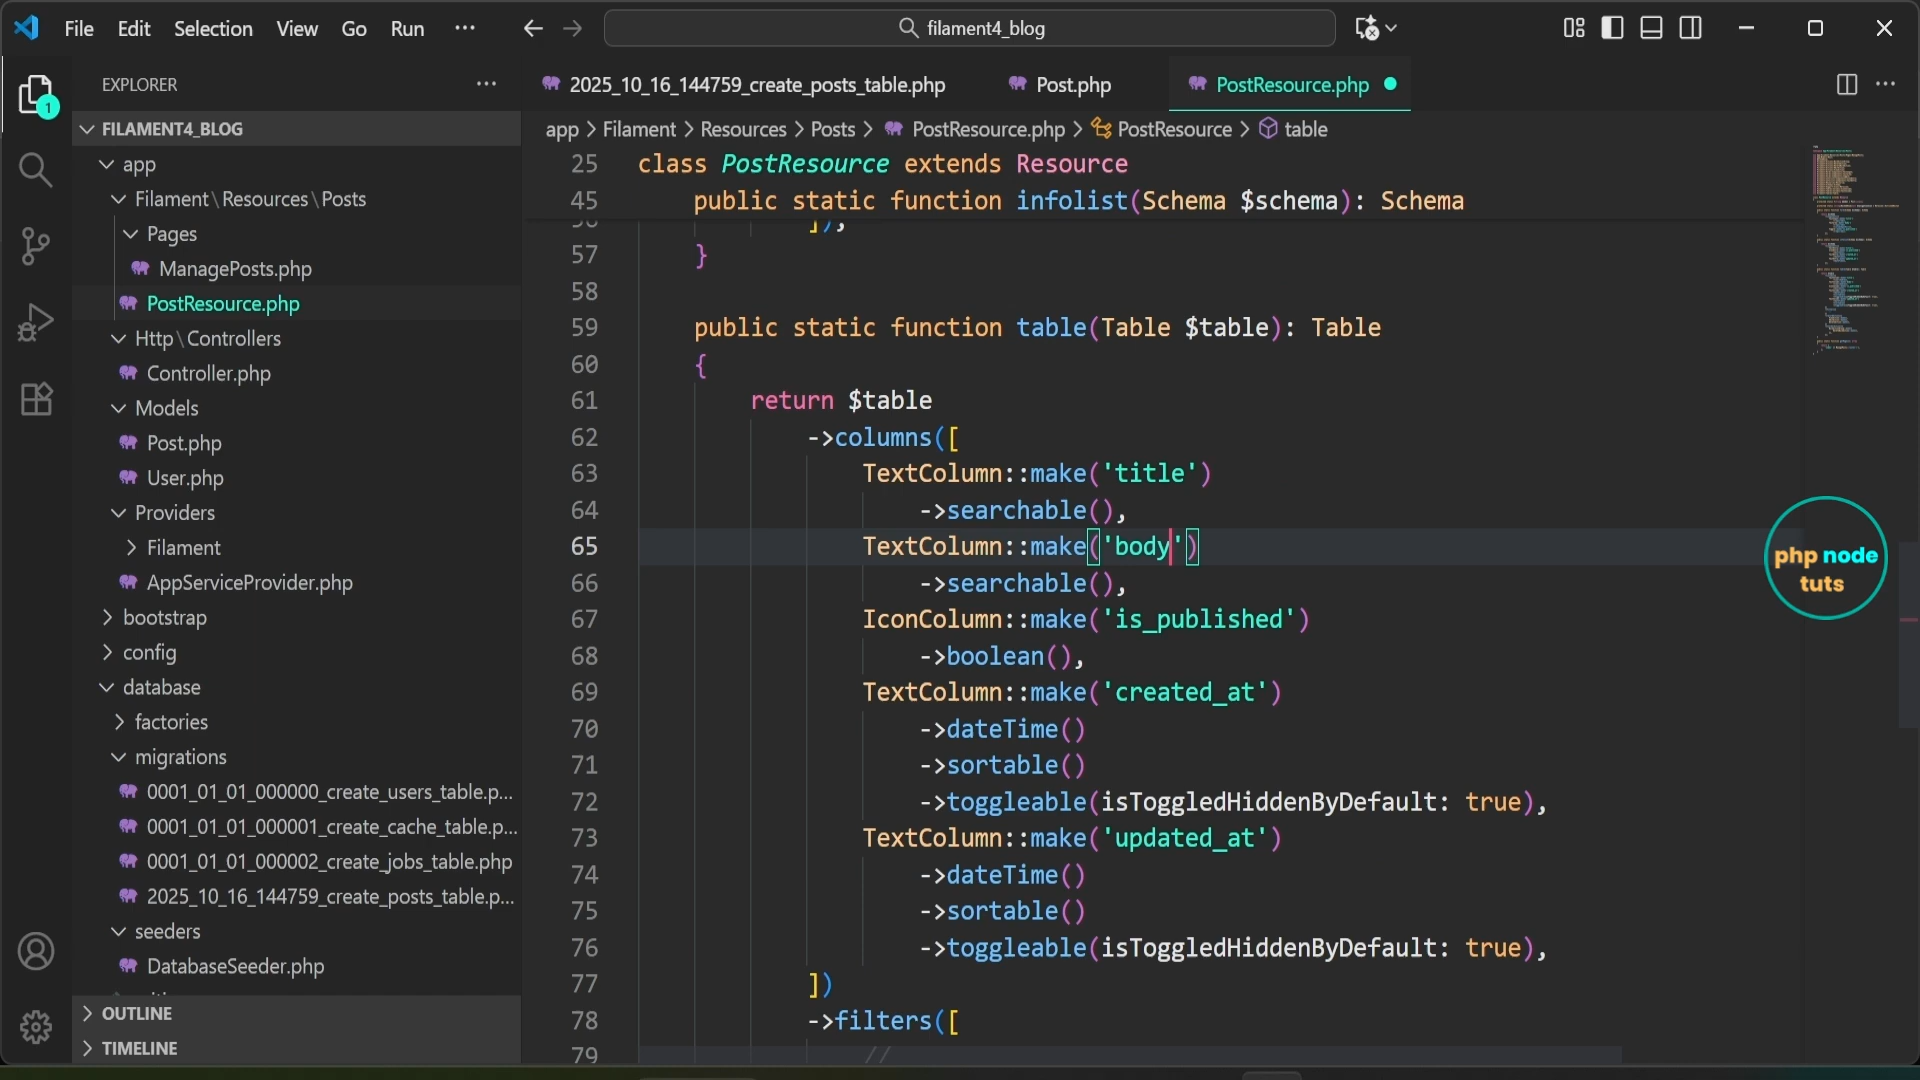 File Edit Selection View Go Run ··· filament4_blog
EXPLORER ···
2025_10_16_144759_create_posts_table.php Post.php PostResource.php
app > Filament > Resources > Posts > PostResource.php > PostResource > table
1
FILAMENT4_BLOG
app
Filament\Resources\Posts
Pages
ManagePosts.php
PostResource.php
Http\Controllers
Controller.php
Models
Post.php
User.php
Providers
Filament
AppServiceProvider.php
bootstrap
config
database
factories
migrations
0001_01_01_000000_create_users_table.p...
0001_01_01_000001_create_cache_table.p...
0001_01_01_000002_create_jobs_table.php
2025_10_16_144759_create_posts_table.p...
seeders
DatabaseSeeder.php
OUTLINE
TIMELINE
25 class PostResource extends Resource
45 public static function infolist(Schema $schema): Schema
56 ]);
57 }
58
59 public static function table(Table $table): Table
60 {
61 return $table
62 ->columns([
63 TextColumn::make('title')
64 ->searchable(),
65 TextColumn::make('body')
66 ->searchable(),
67 IconColumn::make('is_published')
68 ->boolean(),
69 TextColumn::make('created_at')
70 ->dateTime()
71 ->sortable()
72 ->toggleable(isToggledHiddenByDefault: true),
73 TextColumn::make('updated_at')
74 ->dateTime()
75 ->sortable()
76 ->toggleable(isToggledHiddenByDefault: true),
77 ])
78 ->filters([
79 //
php node
tuts